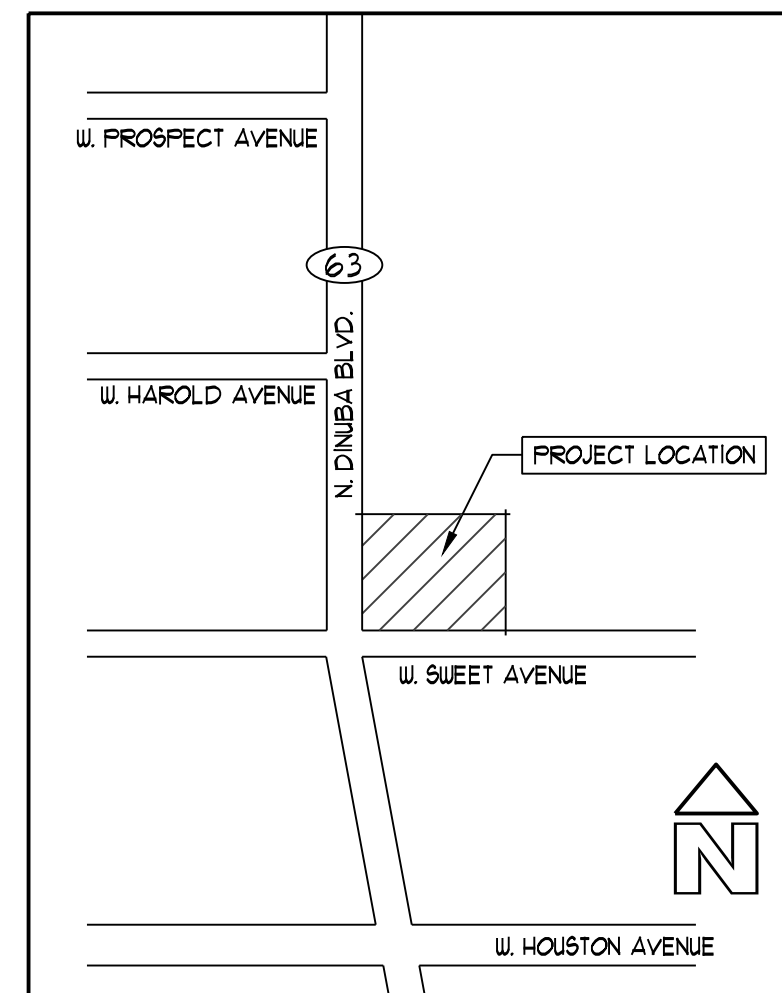 W. PROSPECT AVENUE
63
N. DINUBA BLVD.
W. HAROLD AVENUE
PROJECT LOCATION
W. SWEET AVENUE
N
W. HOUSTON AVENUE